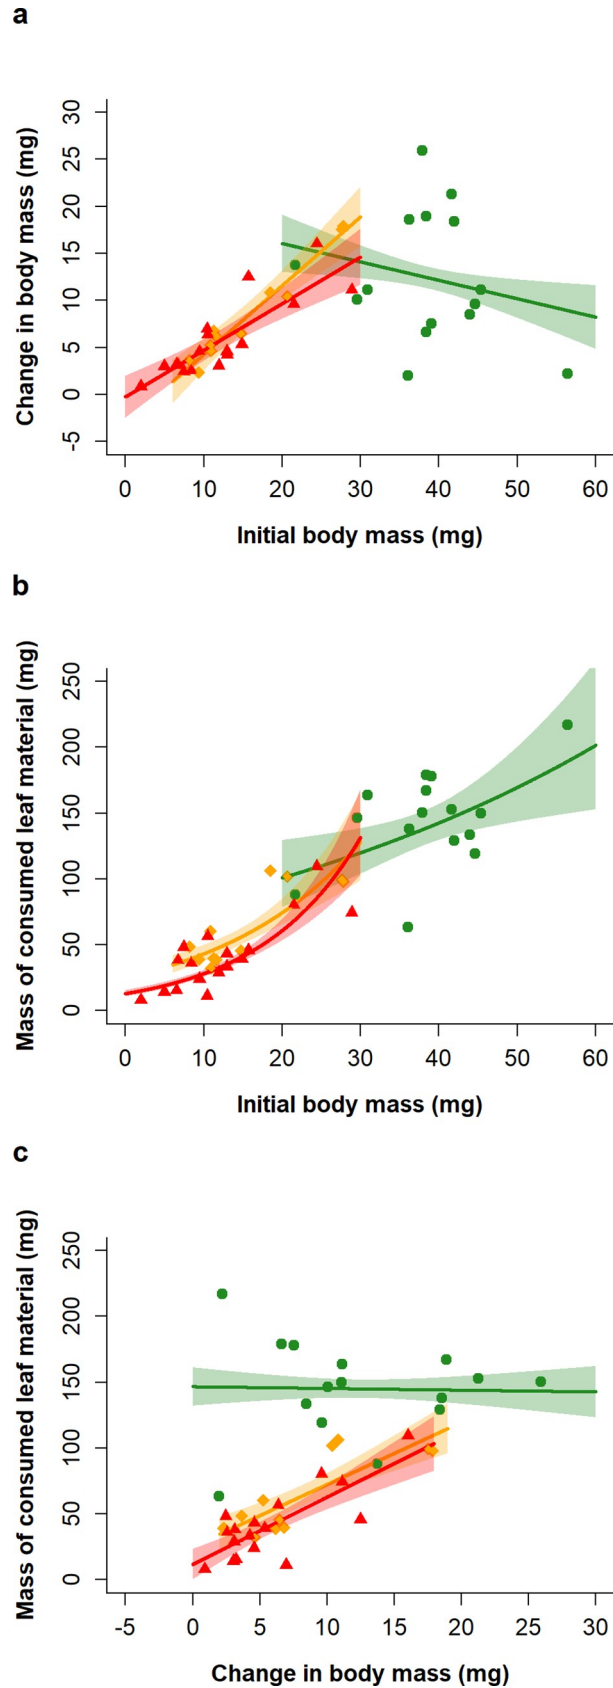 a
Change in body mass (mg)
30
25
20
15
10
5
0
-5
0 10 20 30 40 50 60
Initial body mass (mg)
b
Mass of consumed leaf material (mg)
250
200
150
100
50
0
0 10 20 30 40 50 60
Initial body mass (mg)
c
Mass of consumed leaf material (mg)
250
200
150
100
50
0
-5 0 5 10 15 20 25 30
Change in body mass (mg)